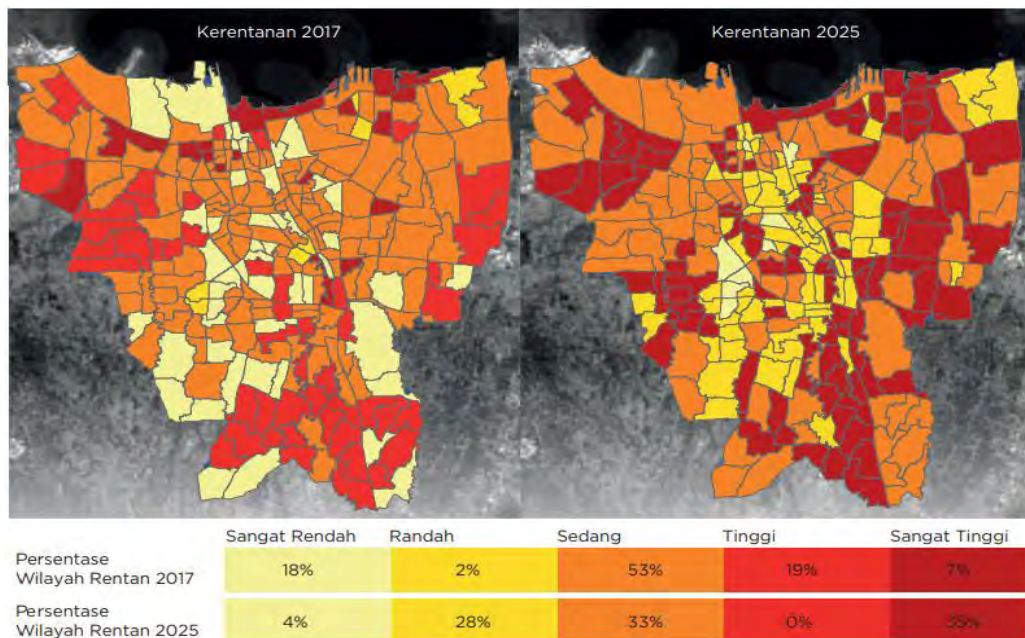 Kerentanan 2017
Kerentanan 2025
Sangat Rendah Randah Sedang Tinggi Sangat Tinggi
Persentase
Wilayah Rentan 2017 18% 2% 53% 19% 7%
Persentase
Wilayah Rentan 2025 4% 28% 33% 0% 35%